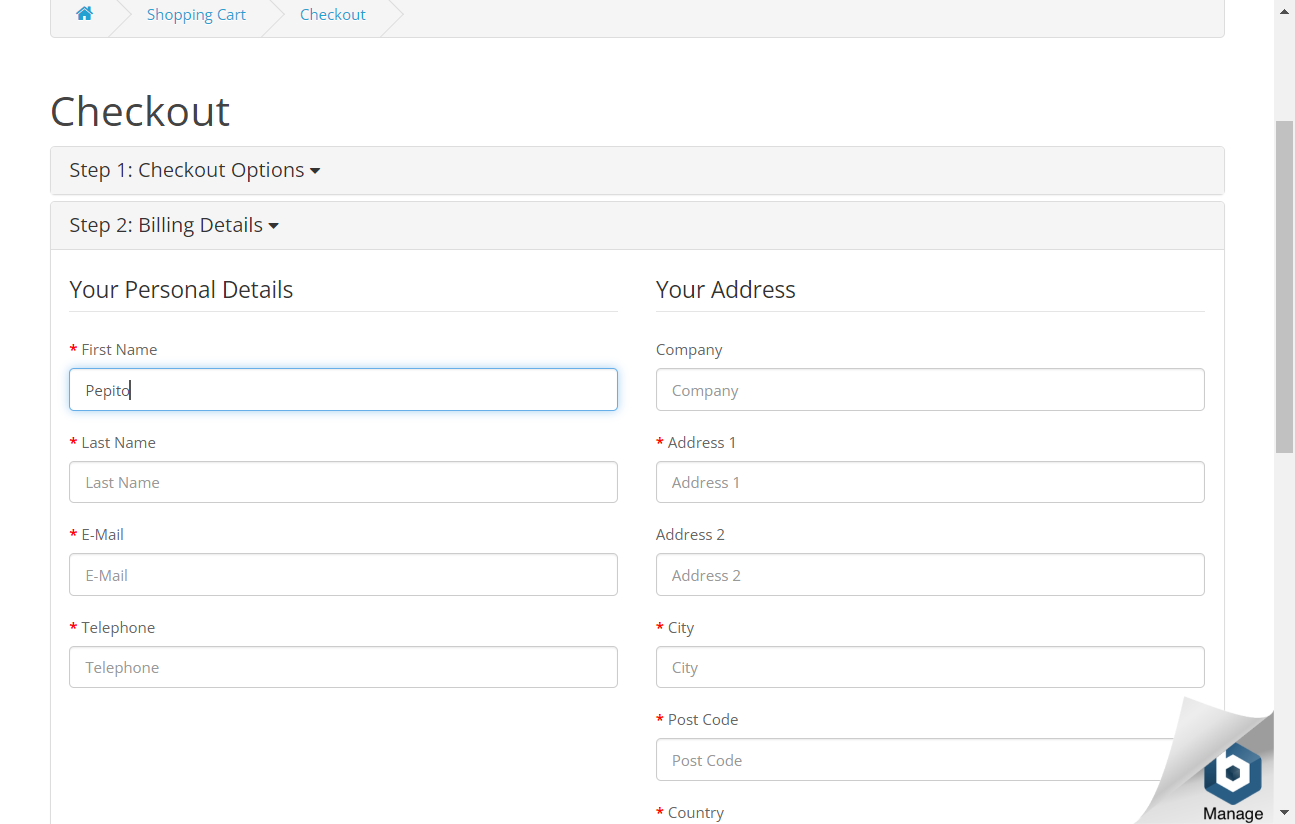 Shopping Cart
Checkout
Checkout
Step 1: Checkout Options
Step 2: Billing Details
Your Personal Details
* First Name
Pepito
* Last Name
Last Name
* E-Mail
E-Mail
* Telephone
Telephone
Your Address
Company
Company
* Address 1
Address 1
Address 2
Address 2
* City
City
* Post Code
Post Code
* Country
b
Manage